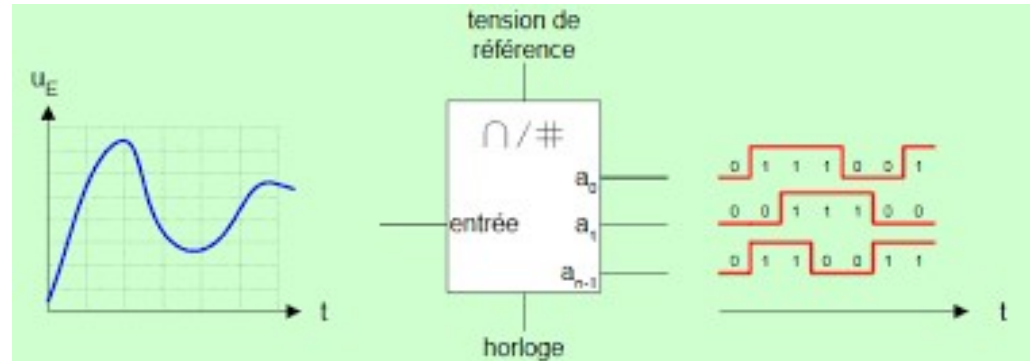 tension de
référence
u_E
∩/#
a_0
entrée
a_1
a_n-1
horloge
t
0 1 1 1 0 0 1
0 0 1 1 1 0 0
0 1 1 0 0 1 1
t